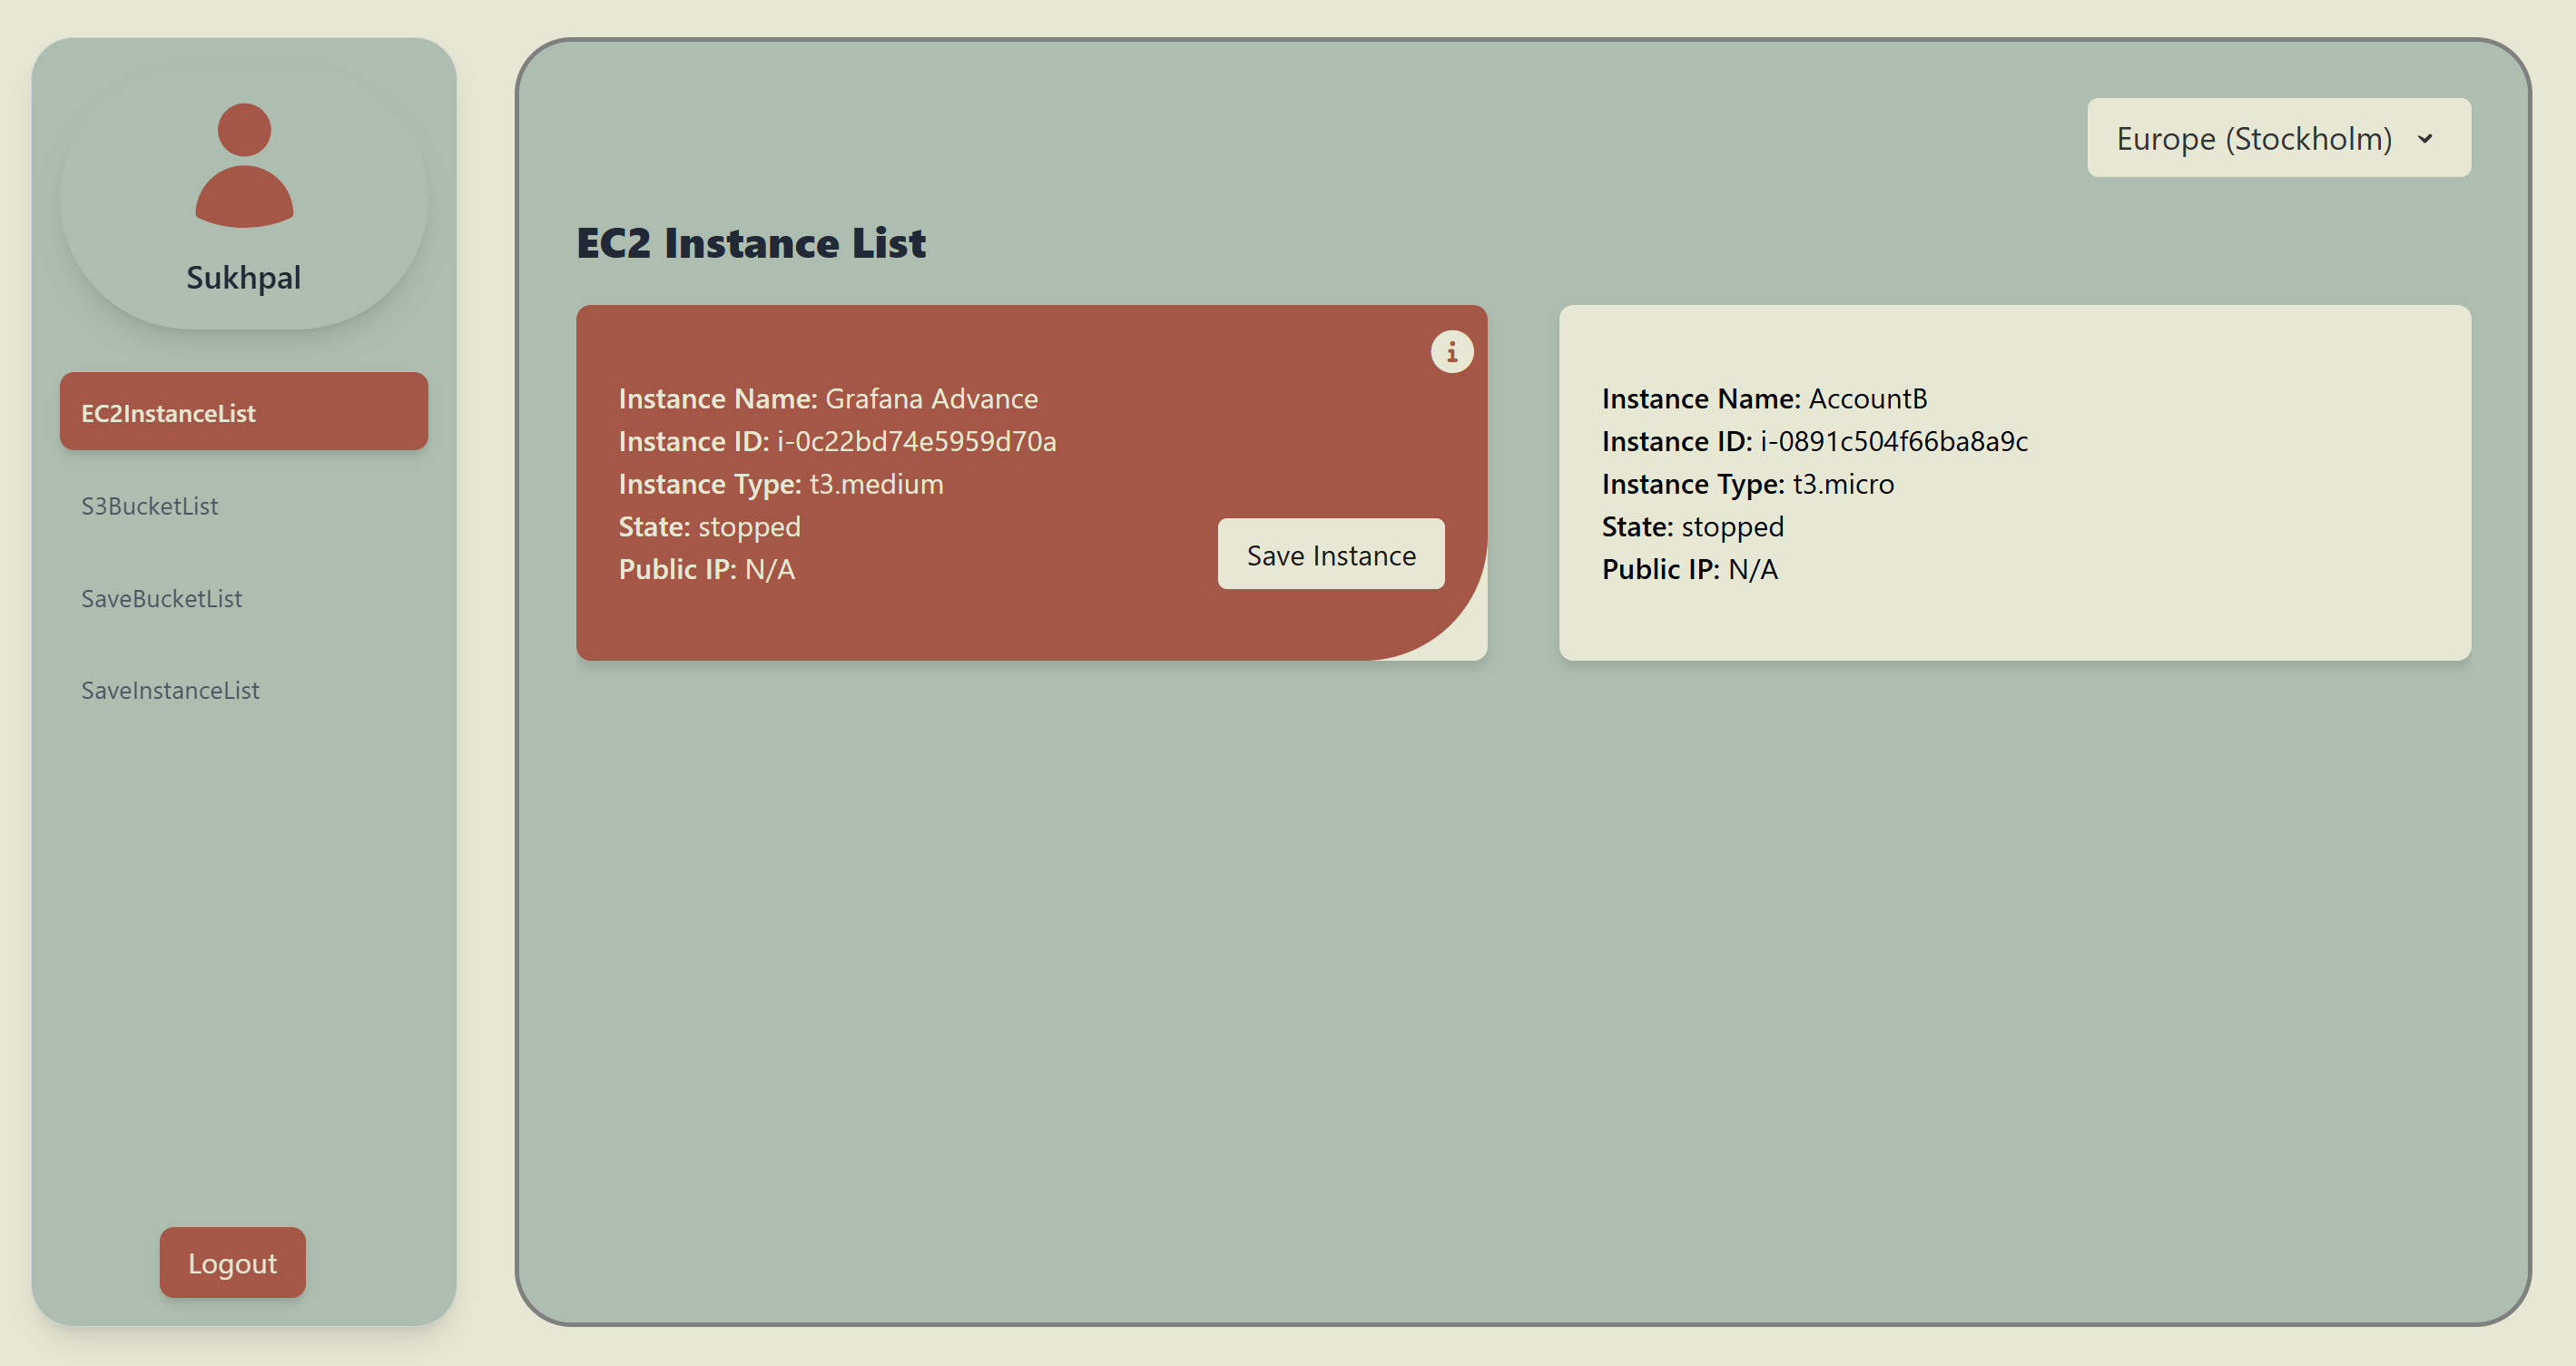 Sukhpal
EC2InstanceList
S3BucketList
SaveBucketList
SaveInstanceList
Logout
Europe (Stockholm)
EC2 Instance List
Instance Name: Grafana Advance
Instance ID: i-0c22bd74e5959d70a
Instance Type: t3.medium
State: stopped
Public IP: N/A
Save Instance
Instance Name: AccountB
Instance ID: i-0891c504f66ba8a9c
Instance Type: t3.micro
State: stopped
Public IP: N/A